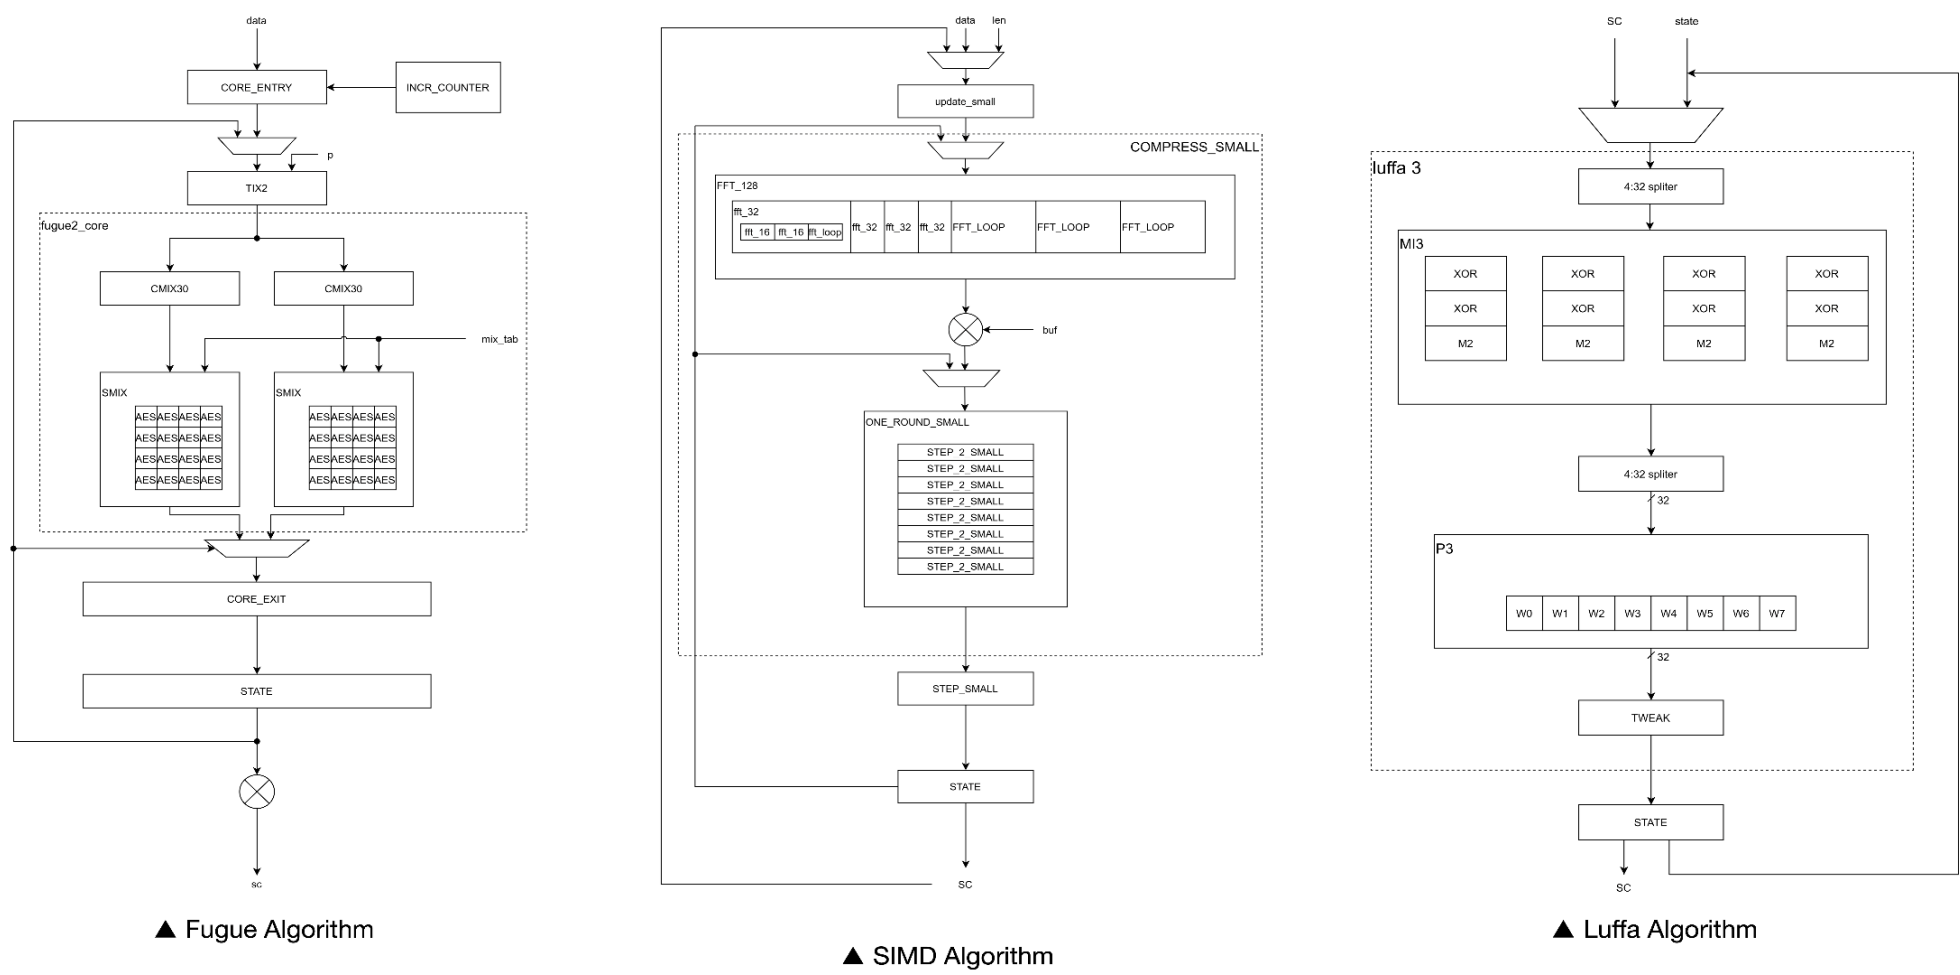 data
CORE_ENTRY
INCR_COUNTER
p
TIX2
fugue2_core
CMIX30
CMIX30
mix_tab
SMIX
AES AES AES AES
AES AES AES AES
AES AES AES AES
AES AES AES AES
SMIX
AES AES AES AES
AES AES AES AES
AES AES AES AES
AES AES AES AES
CORE_EXIT
STATE
sc
▲ Fugue Algorithm
data len
update_small
COMPRESS_SMALL
FFT_128
fft_32
fft_16 fft_16 fft_loop
fft_32 fft_32 fft_32 FFT_LOOP FFT_LOOP FFT_LOOP
buf
ONE_ROUND_SMALL
STEP_2_SMALL
STEP_2_SMALL
STEP_2_SMALL
STEP_2_SMALL
STEP_2_SMALL
STEP_2_SMALL
STEP_2_SMALL
STEP_2_SMALL
STEP_SMALL
STATE
SC
▲ SIMD Algorithm
SC state
luffa 3
4:32 spliter
MI3
XOR XOR XOR XOR
XOR XOR XOR XOR
M2 M2 M2 M2
4:32 spliter
32
P3
W0 W1 W2 W3 W4 W5 W6 W7
32
TWEAK
STATE
SC
▲ Luffa Algorithm